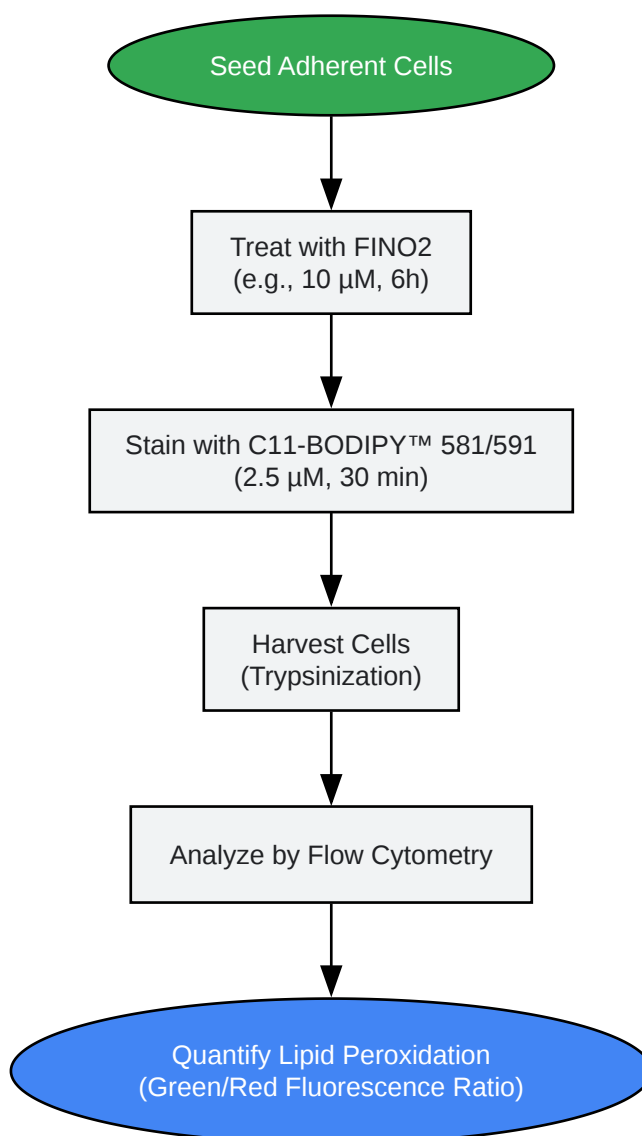 Seed Adherent Cells
Treat with FINO2
(e.g., 10 µM, 6h)
Stain with C11-BODIPY™ 581/591
(2.5 µM, 30 min)
Harvest Cells
(Trypsinization)
Analyze by Flow Cytometry
Quantify Lipid Peroxidation
(Green/Red Fluorescence Ratio)